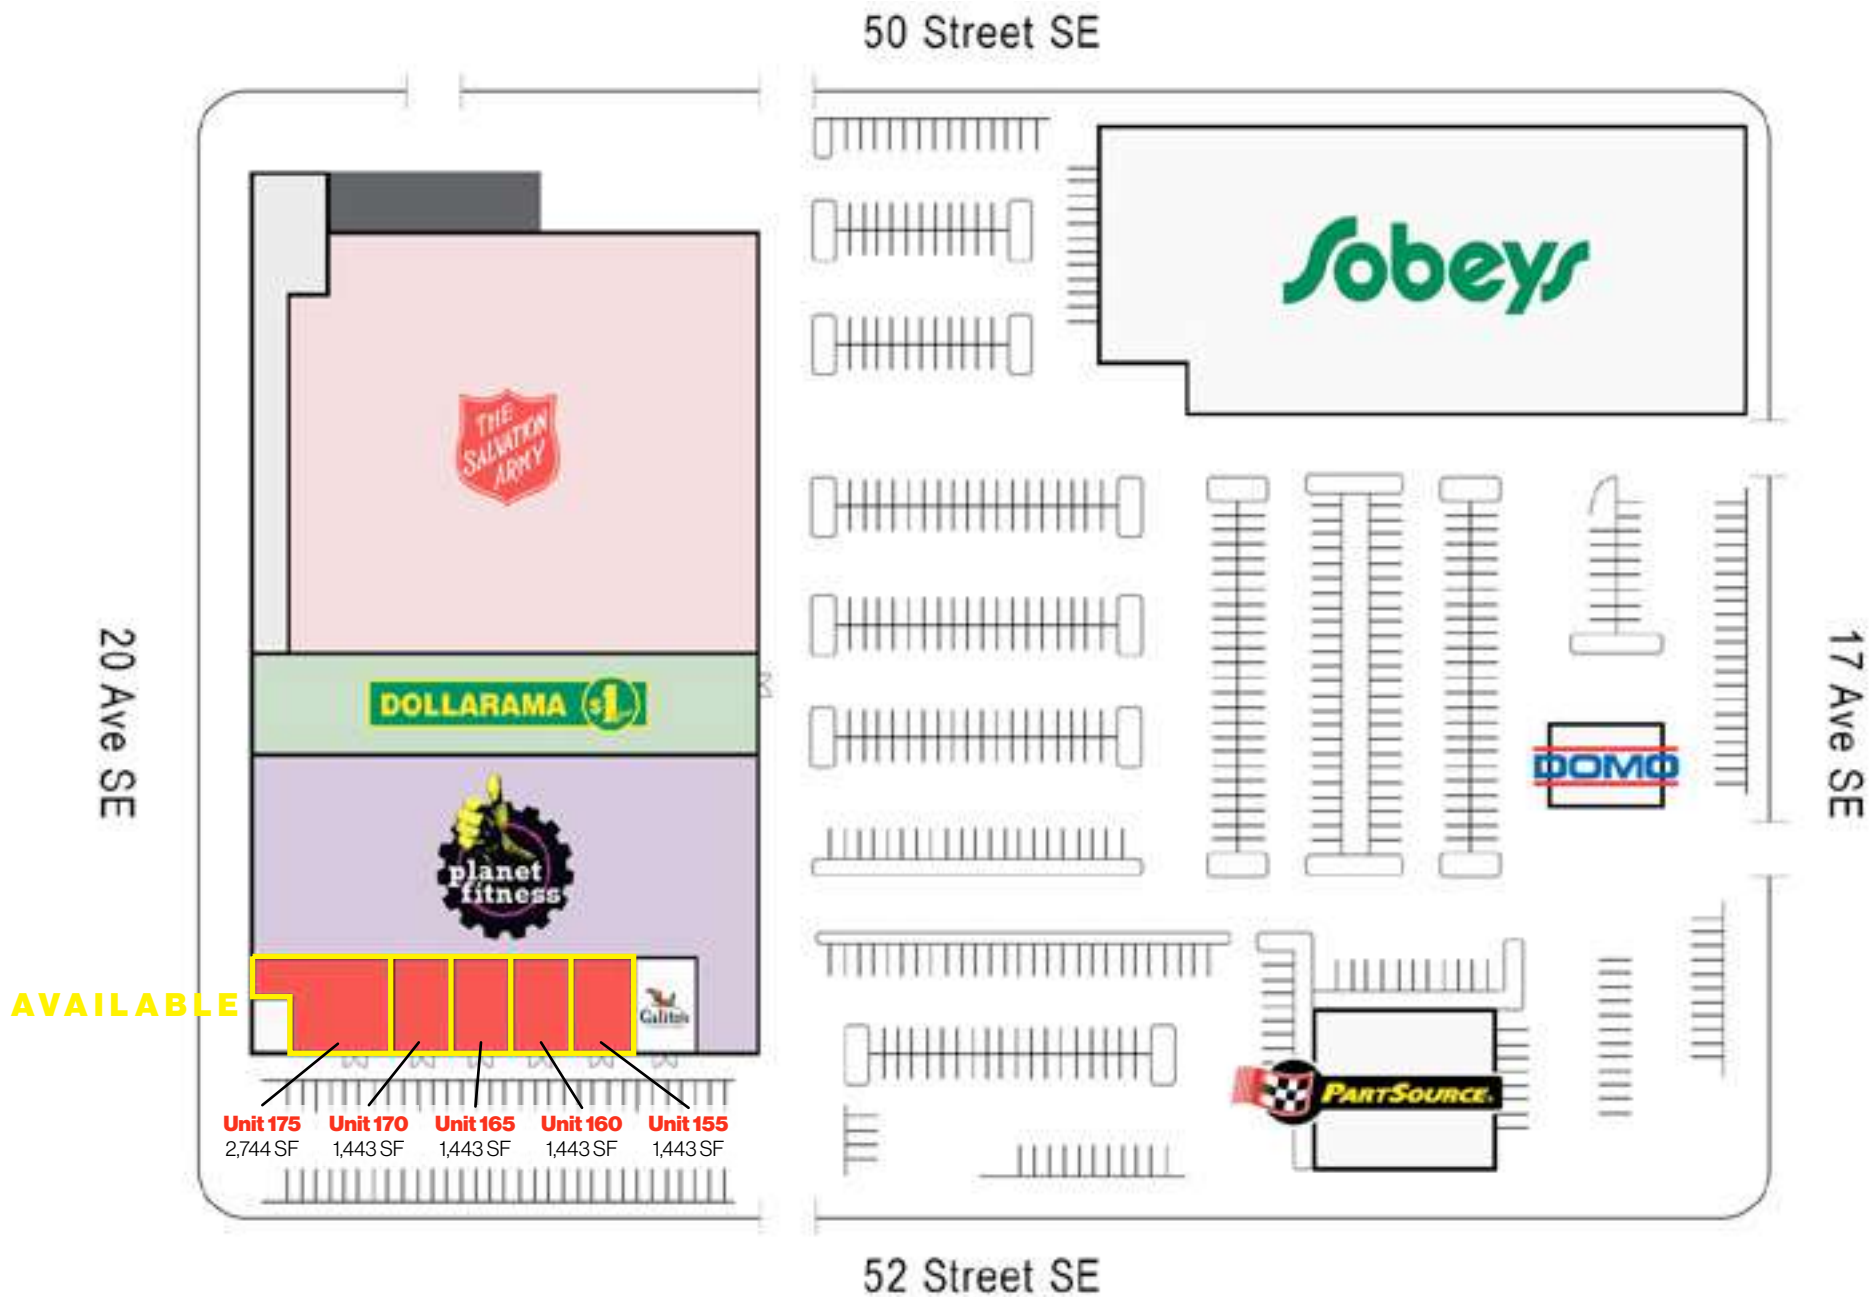 50 Street SE
Sobeys
THE
SALVATION
ARMY
20 Ave SE
17 Ave SE
DOLLARAMA $1
DOMO
planet
fitness
AVAILABLE
Galito's
PARTSOURCE
Unit 175
2,744 SF
Unit 170
1,443 SF
Unit 165
1,443 SF
Unit 160
1,443 SF
Unit 155
1,443 SF
52 Street SE